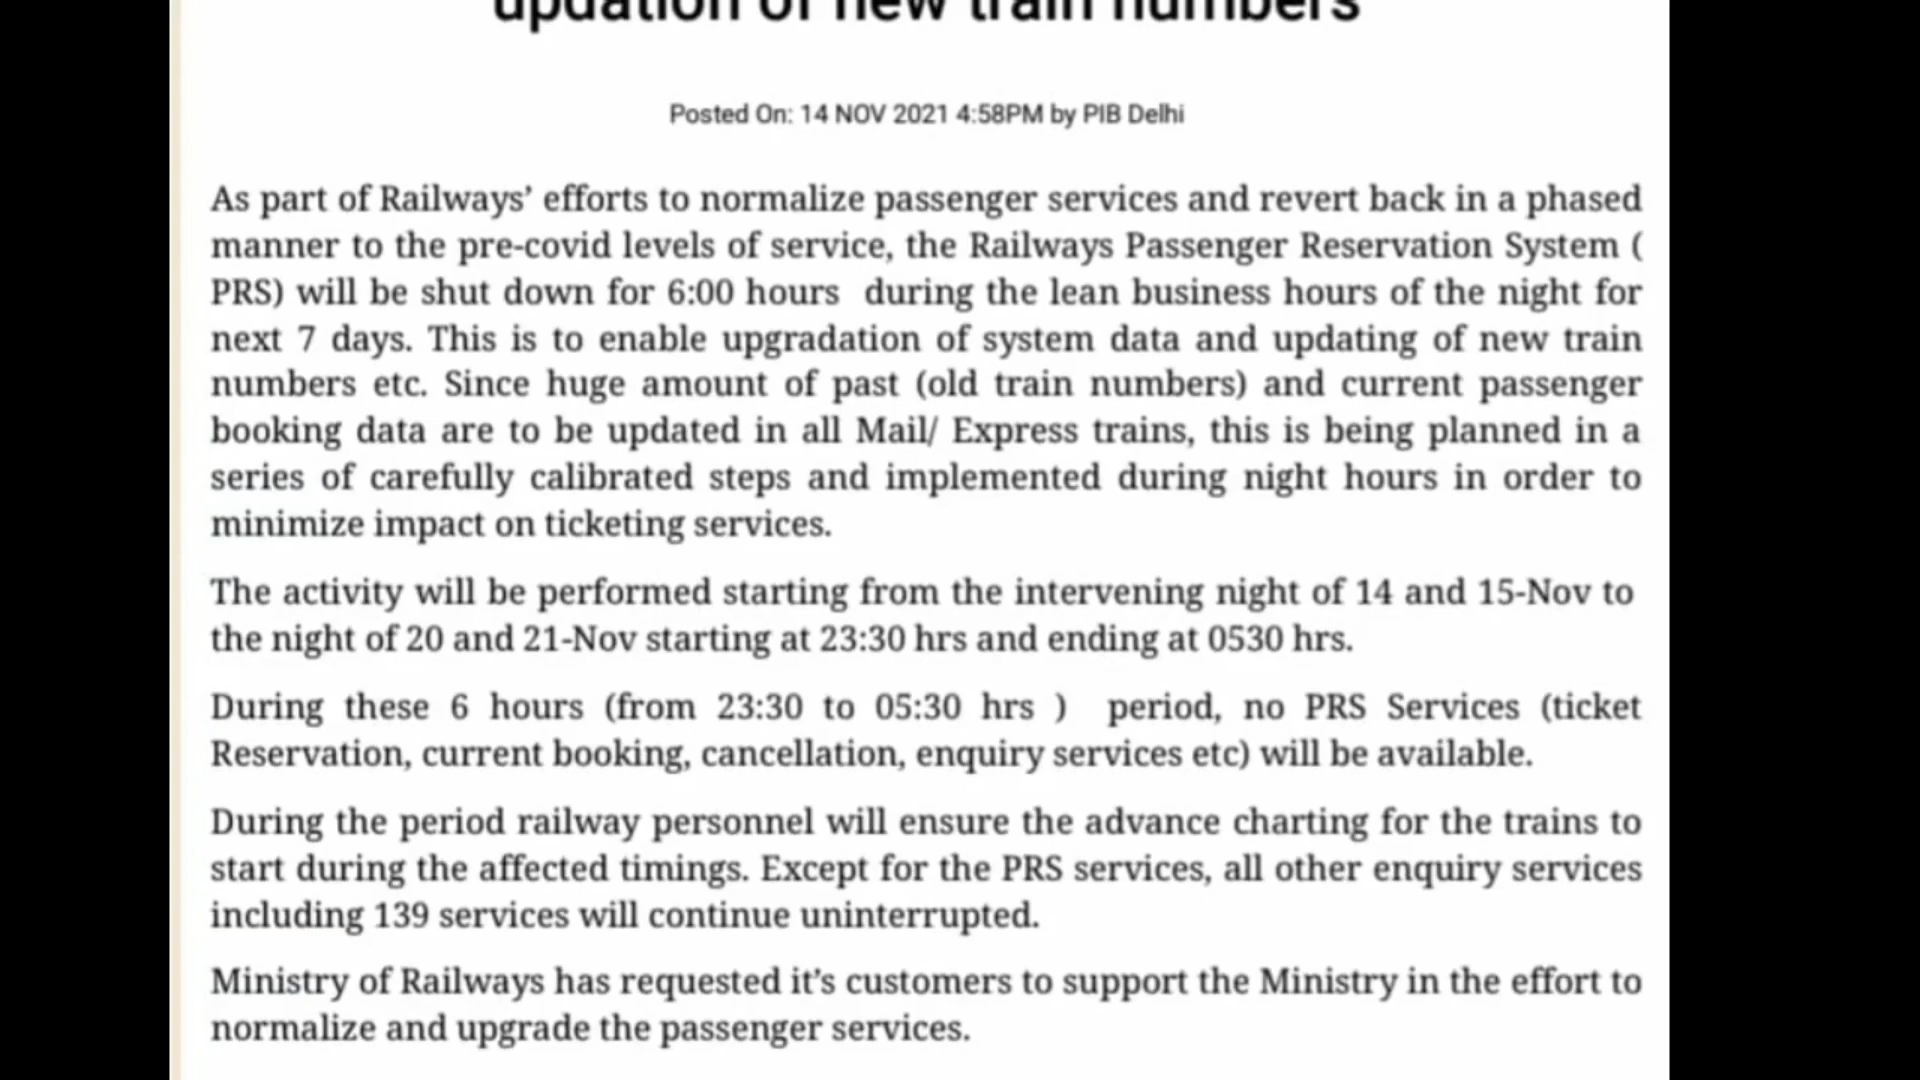 updation of new train numbers
Posted On: 14 NOV 2021 4:58PM by PIB Delhi
As part of Railways’ efforts to normalize passenger services and revert back in a phased
manner to the pre-covid levels of service, the Railways Passenger Reservation System (
PRS) will be shut down for 6:00 hours during the lean business hours of the night for
next 7 days. This is to enable upgradation of system data and updating of new train
numbers etc. Since huge amount of past (old train numbers) and current passenger
booking data are to be updated in all Mail/ Express trains, this is being planned in a
series of carefully calibrated steps and implemented during night hours in order to
minimize impact on ticketing services.
The activity will be performed starting from the intervening night of 14 and 15-Nov to
the night of 20 and 21-Nov starting at 23:30 hrs and ending at 0530 hrs.
During these 6 hours (from 23:30 to 05:30 hrs ) period, no PRS Services (ticket
Reservation, current booking, cancellation, enquiry services etc) will be available.
During the period railway personnel will ensure the advance charting for the trains to
start during the affected timings. Except for the PRS services, all other enquiry services
including 139 services will continue uninterrupted.
Ministry of Railways has requested it’s customers to support the Ministry in the effort to
normalize and upgrade the passenger services.